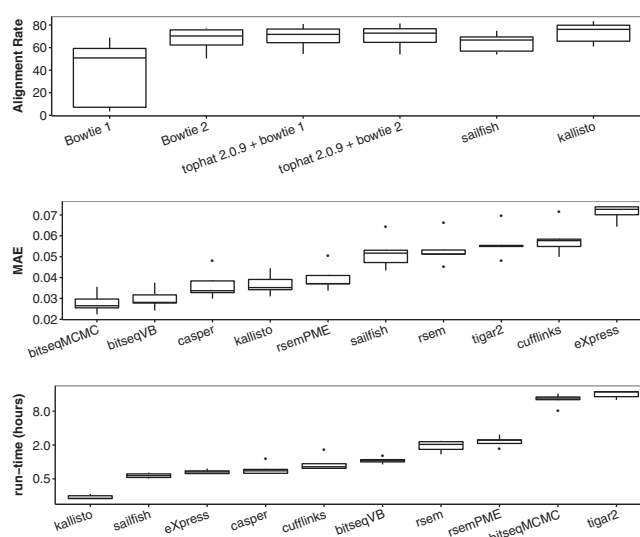 Alignment Rate
80
60
40
20
0
Bowtie 1
Bowtie 2
tophat 2.0.9 + bowtie 1
tophat 2.0.9 + bowtie 2
sailfish
kallisto
MAE
0.07
0.06
0.05
0.04
0.03
0.02
bitseqMCMC
bitseqVB
casper
kallisto
rsemPME
sailfish
rsem
tigar2
cufflinks
eXpress
run-time (hours)
8.0
2.0
0.5
kallisto
sailfish
eXpress
casper
cufflinks
bitseqVB
rsem
rsemPME
bitseqMCMC
tigar2